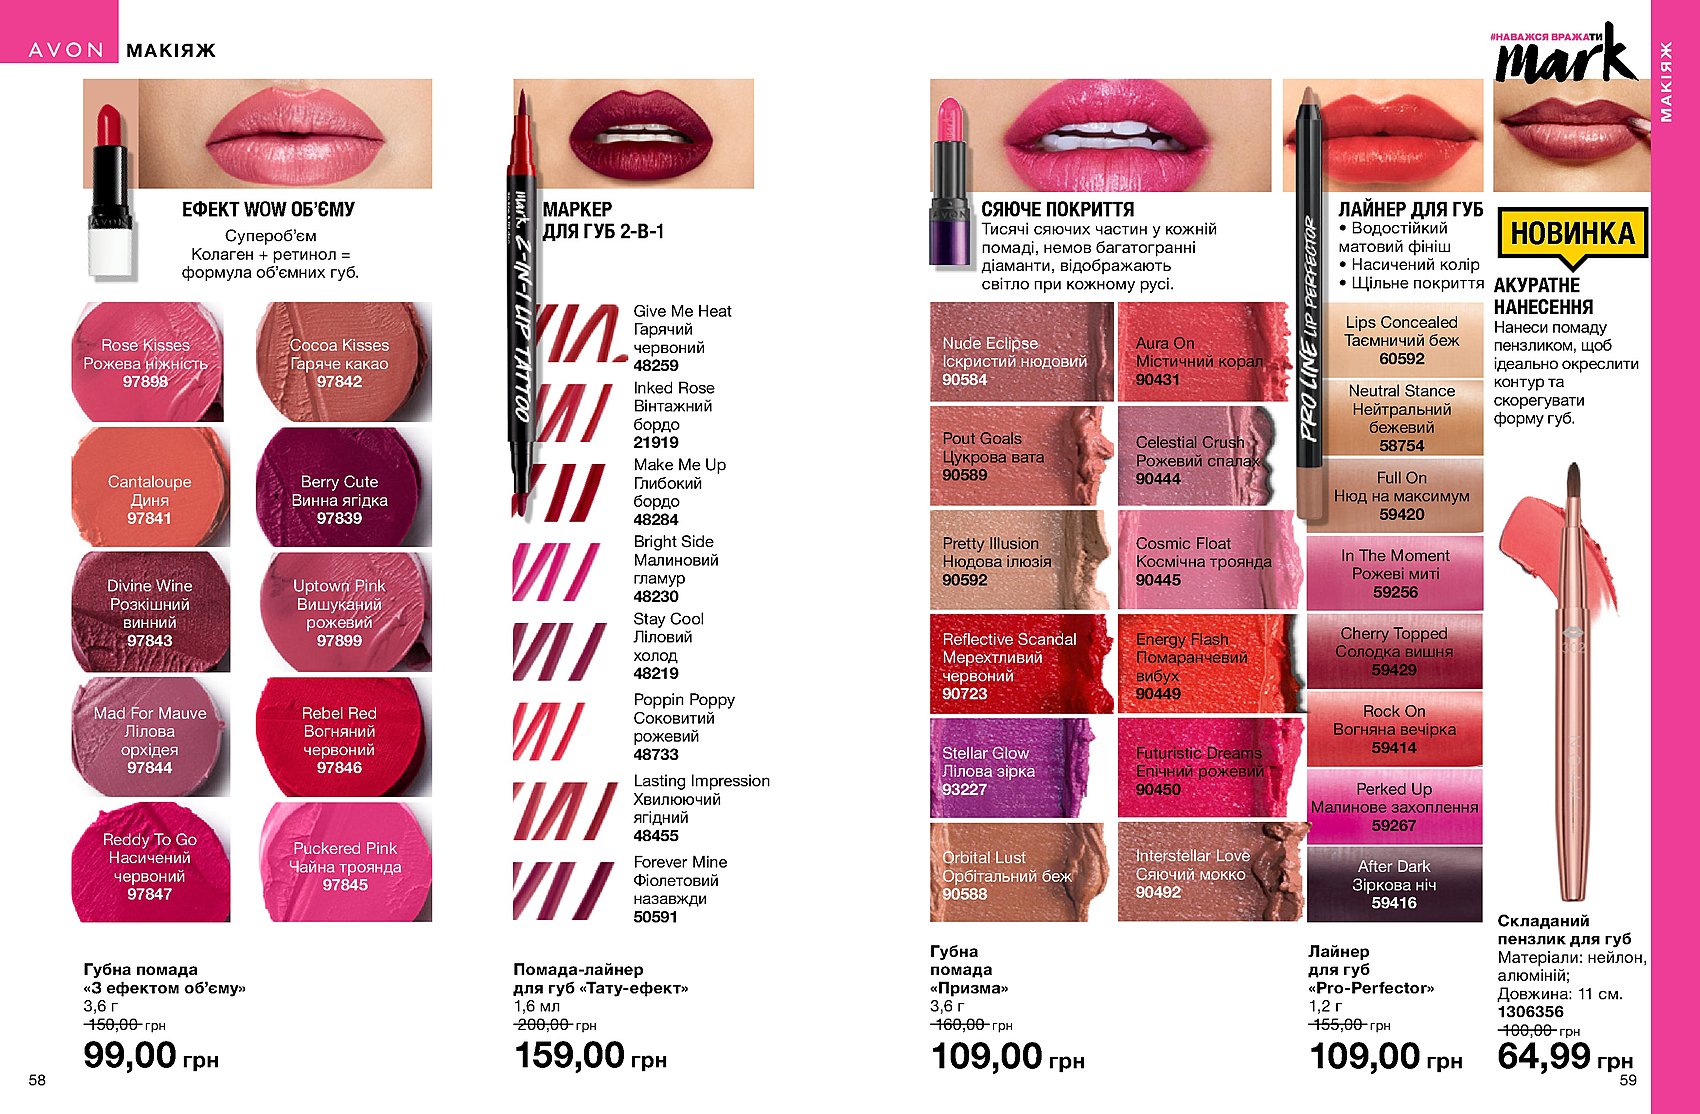 AVON
МАКІЯЖ
ЕФЕКТ WOW ОБ’ЄМУ
Супероб’єм
Колаген + ретинол =
формула об’ємних губ.
Rose Kisses
Рожева ніжність
97898
Cocoa Kisses
Гаряче какао
97842
Cantaloupe
Диня
97841
Berry Cute
Винна ягідка
97839
Divine Wine
Розкішний
винний
97843
Uptown Pink
Вишуканий
рожевий
97899
Mad For Mauve
Лілова
орхідея
97844
Rebel Red
Вогняний
червоний
97846
Reddy To Go
Насичений
червоний
97847
Puckered Pink
Чайна троянда
97845
Губна помада
«З ефектом об’єму»
3,6 г
150,00 грн
99,00 грн
58
МАРКЕР
ДЛЯ ГУБ 2-В-1
mark. 2-IN-1 LIP TATTOO
Give Me Heat
Гарячий
червоний
48259
Inked Rose
Вінтажний
бордо
21919
Make Me Up
Глибокий
бордо
48284
Bright Side
Малиновий
гламур
48230
Stay Cool
Ліловий
холод
48219
Poppin Poppy
Соковитий
рожевий
48733
Lasting Impression
Хвилюючий
ягідний
48455
Forever Mine
Фіолетовий
назавжди
50591
Помада-лайнер
для губ «Тату-ефект»
1,6 мл
200,00 грн
159,00 грн
#НАВАЖСЯ ВРАЖАТИ
mark
МАКІЯЖ
AVON
СЯЮЧЕ ПОКРИТТЯ
Тисячі сяючих частин у кожній
помаді, немов багатогранні
діаманти, відображають
світло при кожному русі.
Nude Eclipse
Іскристий нюдовий
90584
Aura On
Містичний корал
90431
Pout Goals
Цукрова вата
90589
Celestial Crush
Рожевий спалах
90444
Pretty Illusion
Нюдова ілюзія
90592
Cosmic Float
Космічна троянда
90445
Reflective Scandal
Мерехтливий
червоний
90723
Energy Flash
Помаранчевий
вибух
90449
Stellar Glow
Лілова зірка
93227
Futuristic Dreams
Епічний рожевий
90450
Orbital Lust
Орбітальний беж
90588
Interstellar Love
Сяючий мокко
90492
Губна
помада
«Призма»
3,6 г
160,00 грн
109,00 грн
ЛАЙНЕР ДЛЯ ГУБ
• Водостійкий
матовий фініш
• Насичений колір
• Щільне покриття
PRO LINE LIP PERFECTOR
Lips Concealed
Таємничий беж
60592
Neutral Stance
Нейтральний
бежевий
58754
Full On
Нюд на максимум
59420
In The Moment
Рожеві миті
59256
Cherry Topped
Солодка вишня
59429
Rock On
Вогняна вечірка
59414
Perked Up
Малинове захоплення
59267
After Dark
Зіркова ніч
59416
Лайнер
для губ
«Pro-Perfector»
1,2 г
155,00 грн
109,00 грн
НОВИНКА
АКУРАТНЕ
НАНЕСЕННЯ
Нанеси помаду
пензликом, щоб
ідеально окреслити
контур та
скорегувати
форму губ.
Складаний
пензлик для губ
Матеріали: нейлон,
алюміній;
Довжина: 11 см.
1306356
100,00 грн
64,99 грн
59